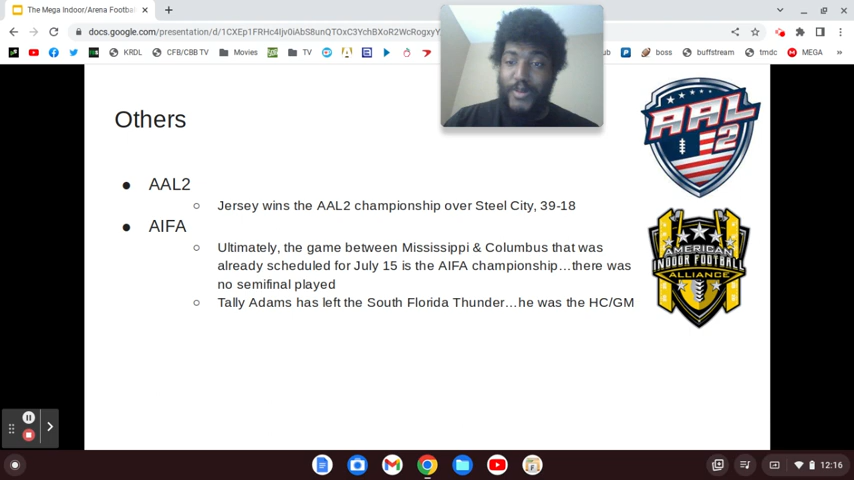 The Mega Indoor/Arena Footba
docs.google.com/presentation/d/1CXEp1FRHc4Ijv0iAbS8unQTOxC3YchBXoR2WcRogxyY
KRDL
CFB/CBB TV
Movies
TV
boss
buffstream
tmdc
MEGA
Others
AAL2
Jersey wins the AAL2 championship over Steel City, 39-18
AIFA
Ultimately, the game between Mississippi & Columbus that was
already scheduled for July 15 is the AIFA championship…there was
no semifinal played
Tally Adams has left the South Florida Thunder…he was the HC/GM
AAL
2
AMERICAN
INDOOR FOOTBALL
ALLIANCE
12:16